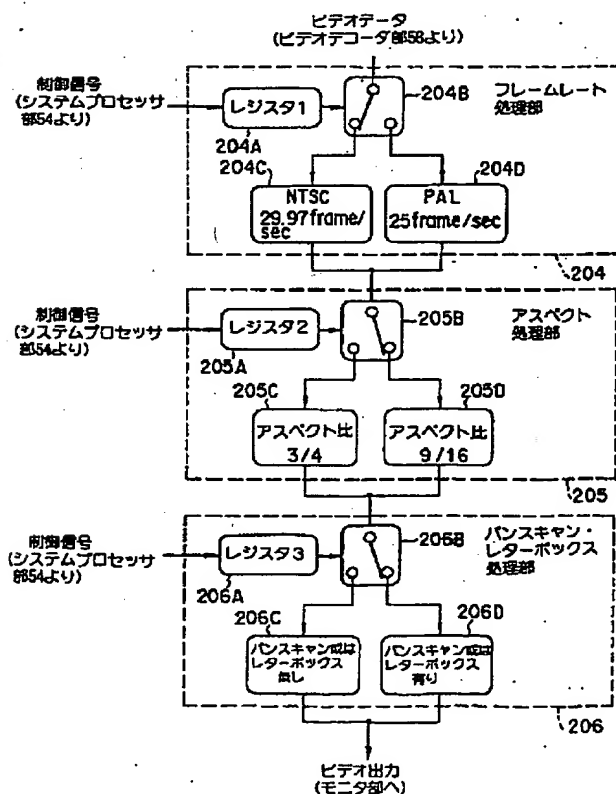 ビデオデータ
(ビデオデコーダ部58より)
制御信号
(システムプロセッサ
部54より)
レジスタ1
204A
204B
フレームレート
処理部
204C
NTSC
29.97frame/
sec
204D
PAL
25frame/sec
204
制御信号
(システムプロセッサ
部54より)
レジスタ2
205A
205B
アスペクト
処理部
205C
アスペクト比
3/4
205D
アスペクト比
9/16
205
制御信号
(システムプロセッサ
部54より)
レジスタ3
206A
206B
パンスキャン・
レターボックス
処理部
206C
パンスキャン或は
レターボックス
無し
206D
パンスキャン或は
レターボックス
有り
206
ビデオ出力
(モニタ部へ)